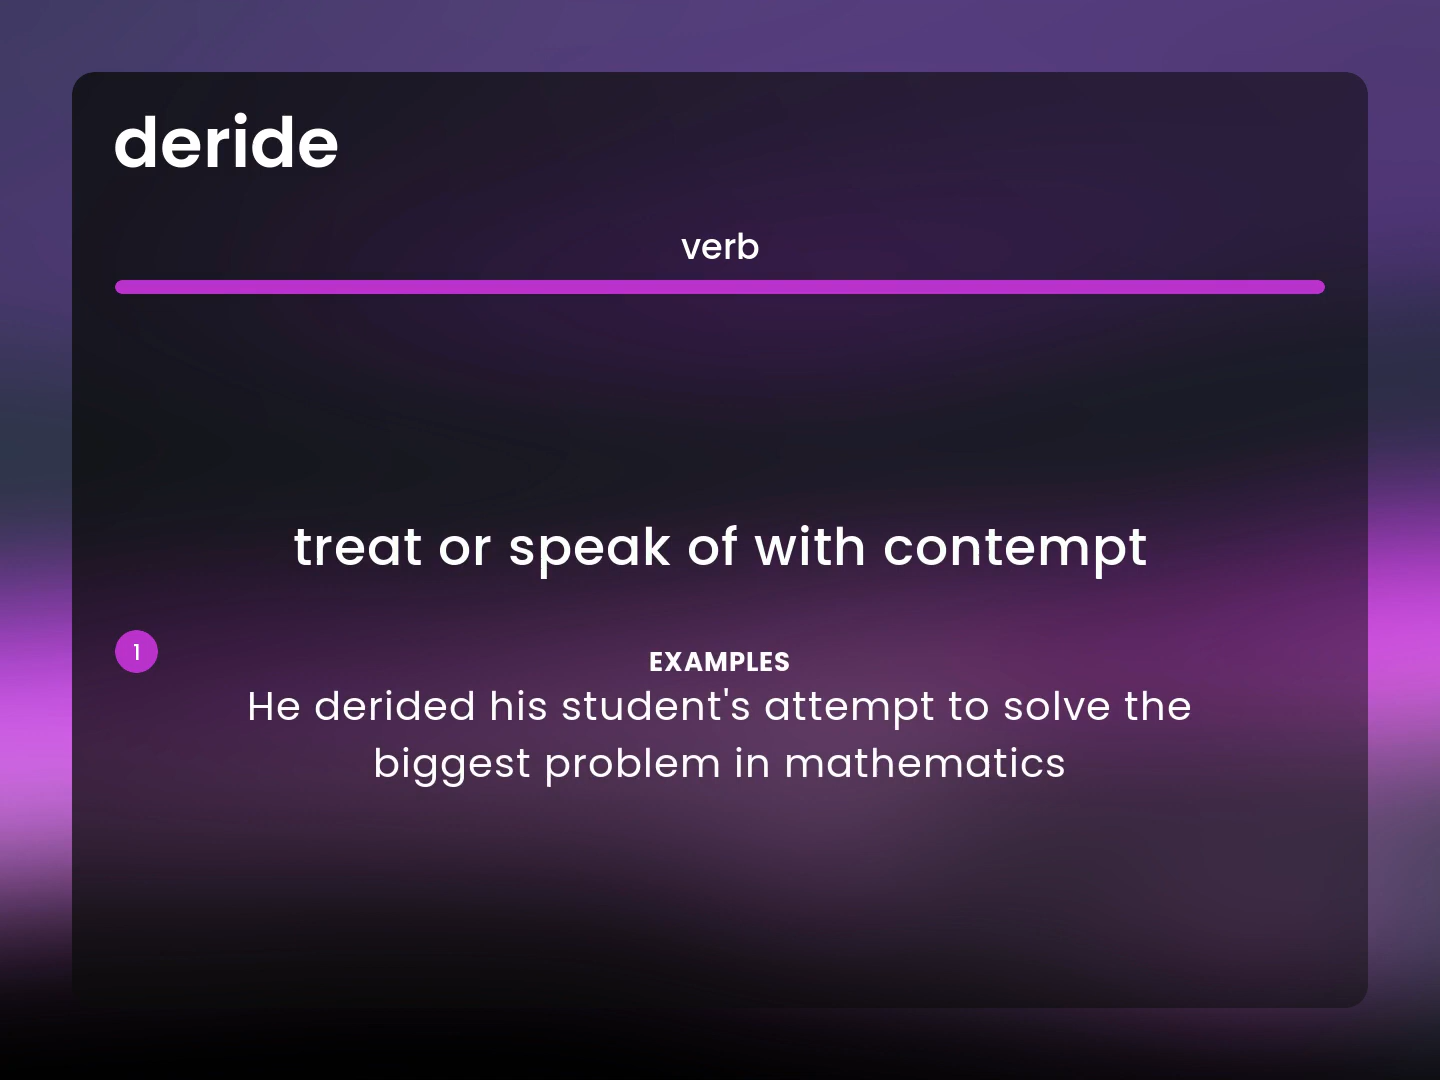 deride
verb
treat or speak of with contempt
1
EXAMPLES
He derided his student's attempt to solve the
biggest problem in mathematics